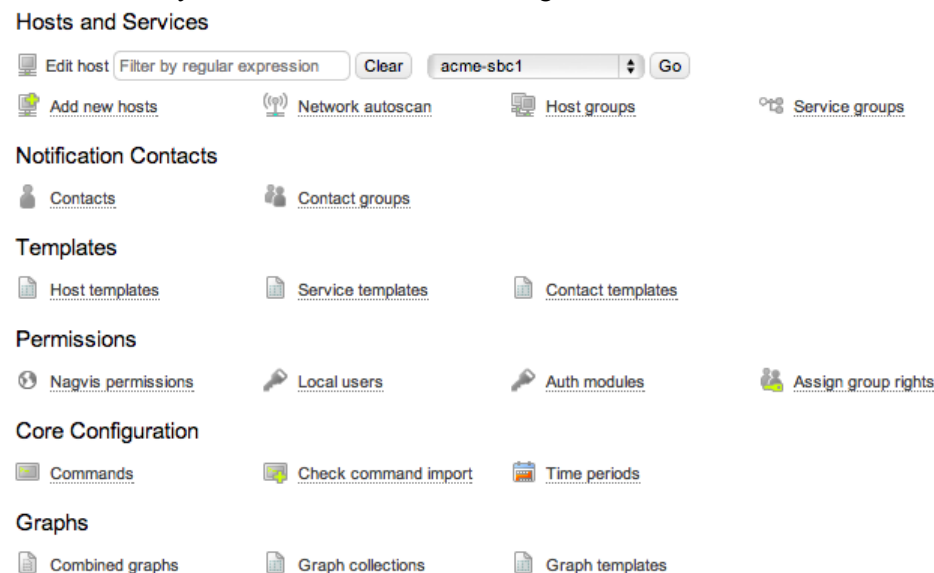 Hosts and Services
Edit host Filter by regular expression Clear acme-sbc1 Go
Add new hosts Network autoscan Host groups Service groups
Notification Contacts
Contacts Contact groups
Templates
Host templates Service templates Contact templates
Permissions
Nagvis permissions Local users Auth modules Assign group rights
Core Configuration
Commands Check command import Time periods
Graphs
Combined graphs Graph collections Graph templates